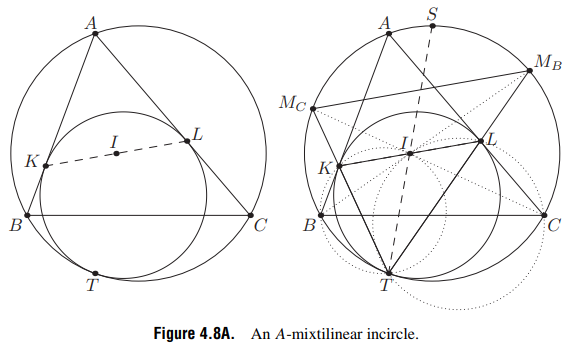 A
K
I
L
B
C
T
S
A
M_B
M_C
I
L
K
B
C
T
Figure 4.8A. An A-mixtilinear incircle.